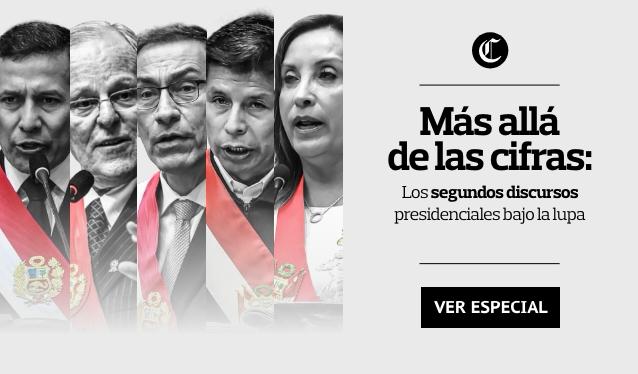 C
Más allá
de las cifras:
Los segundos discursos
presidenciales bajo la lupa
VER ESPECIAL